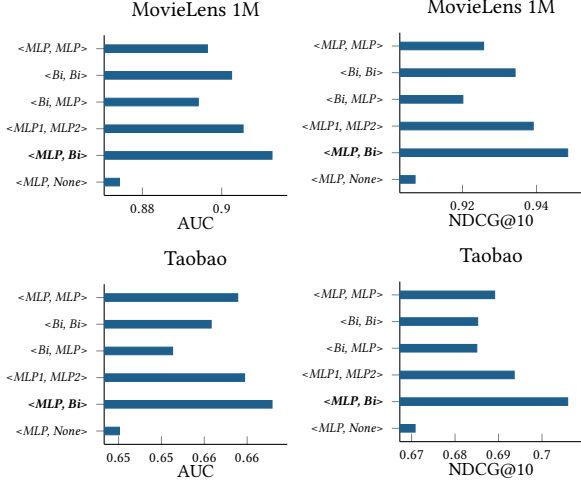 MovieLens 1M
<MLP, MLP>
<Bi, Bi>
<Bi, MLP>
<MLP1, MLP2>
<MLP, Bi>
<MLP, None>
0.88
0.9
AUC
MovieLens 1M
<MLP, MLP>
<Bi, Bi>
<Bi, MLP>
<MLP1, MLP2>
<MLP, Bi>
<MLP, None>
0.92
0.94
NDCG@10
Taobao
<MLP, MLP>
<Bi, Bi>
<Bi, MLP>
<MLP1, MLP2>
<MLP, Bi>
<MLP, None>
0.65
0.65
0.66
0.66
AUC
Taobao
<MLP, MLP>
<Bi, Bi>
<Bi, MLP>
<MLP1, MLP2>
<MLP, Bi>
<MLP, None>
0.67
0.68
0.69
0.7
NDCG@10